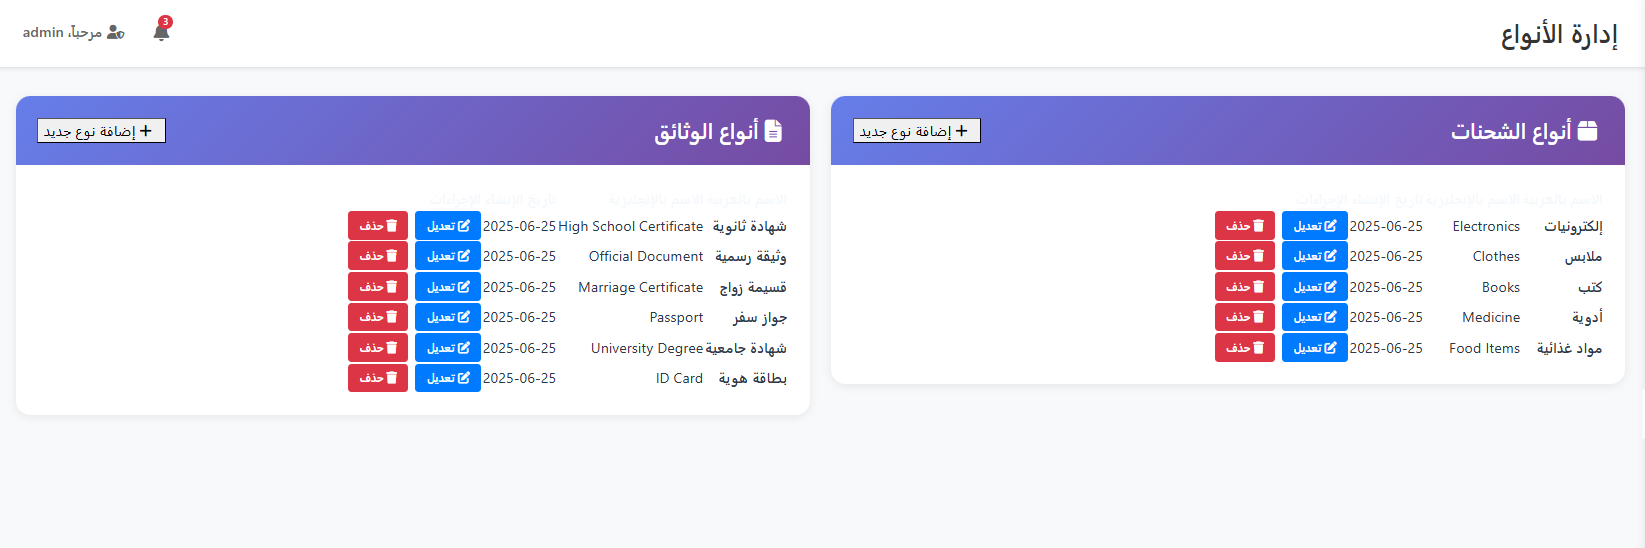 إدارة الأنواع
3
مرحباً، admin
أنواع الشحنات
إضافة نوع جديد
الاسم بالعربية الاسم بالإنجليزية تاريخ الإنشاء الإجراءات
إلكترونيات Electronics 2025-06-25 تعديل حذف
ملابس Clothes 2025-06-25 تعديل حذف
كتب Books 2025-06-25 تعديل حذف
أدوية Medicine 2025-06-25 تعديل حذف
مواد غذائية Food Items 2025-06-25 تعديل حذف
أنواع الوثائق
إضافة نوع جديد
الاسم بالعربية الاسم بالإنجليزية تاريخ الإنشاء الإجراءات
شهادة ثانوية High School Certificate 2025-06-25 تعديل حذف
وثيقة رسمية Official Document 2025-06-25 تعديل حذف
قسيمة زواج Marriage Certificate 2025-06-25 تعديل حذف
جواز سفر Passport 2025-06-25 تعديل حذف
شهادة جامعية University Degree 2025-06-25 تعديل حذف
بطاقة هوية ID Card 2025-06-25 تعديل حذف